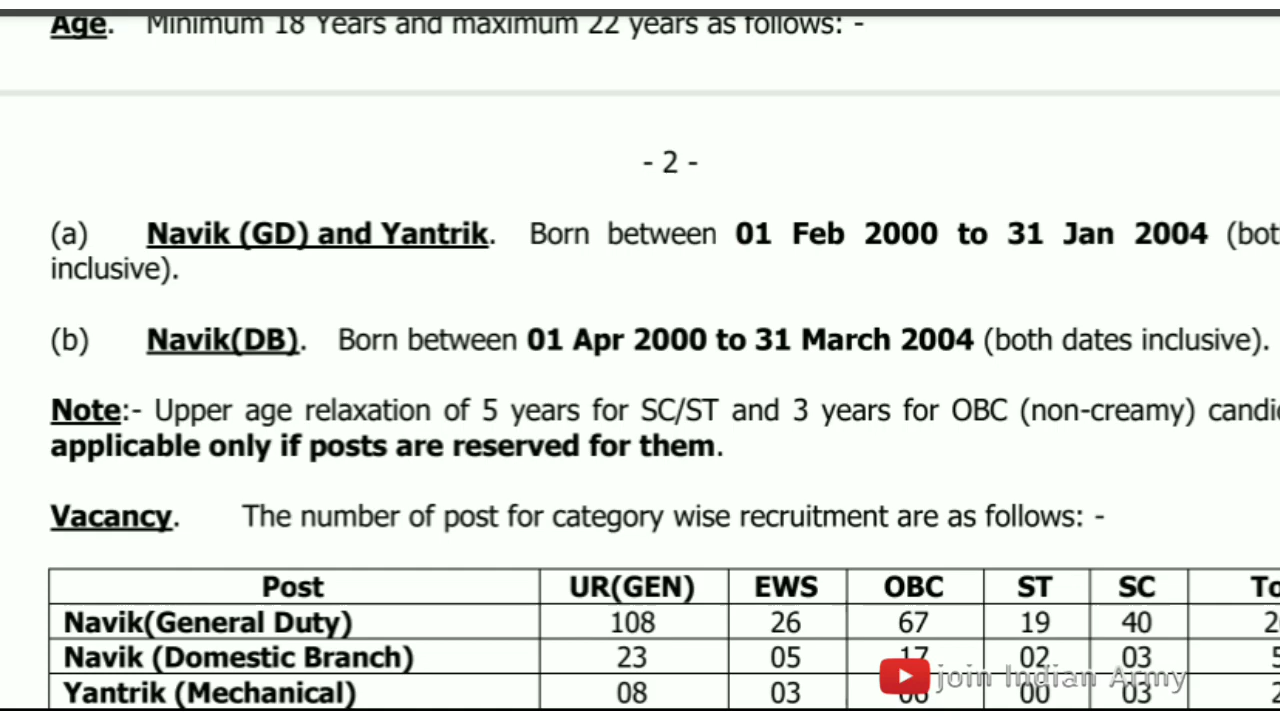 Age. Minimum 18 Years and maximum 22 years as follows: -
- 2 -
(a) Navik (GD) and Yantrik. Born between 01 Feb 2000 to 31 Jan 2004
inclusive).
(b) Navik(DB). Born between 01 Apr 2000 to 31 March 2004 (both dates inclusive).
Note:- Upper age relaxation of 5 years for SC/ST and 3 years for OBC (non-creamy)
applicable only if posts are reserved for them.
Vacancy. The number of post for category wise recruitment are as follows: -
Post UR(GEN) EWS OBC ST SC
Navik(General Duty) 108 26 67 19 40
Navik (Domestic Branch) 23 05 17 02 03
Yantrik (Mechanical) 08 03 00 03
join Indian Army